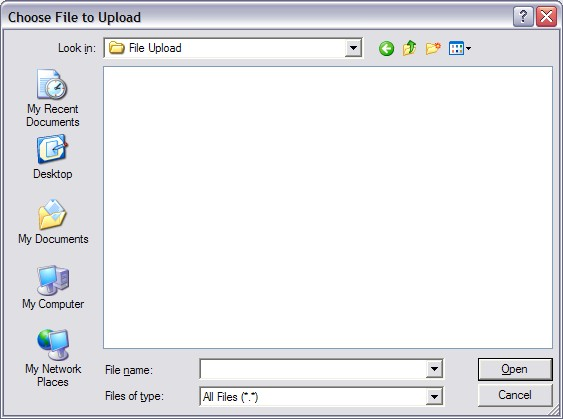 Choose File to Upload
?
Look in:
File Upload
My Recent
Documents
Desktop
My Documents
My Computer
My Network
Places
File name:
Open
Files of type:
All Files (*.*)
Cancel